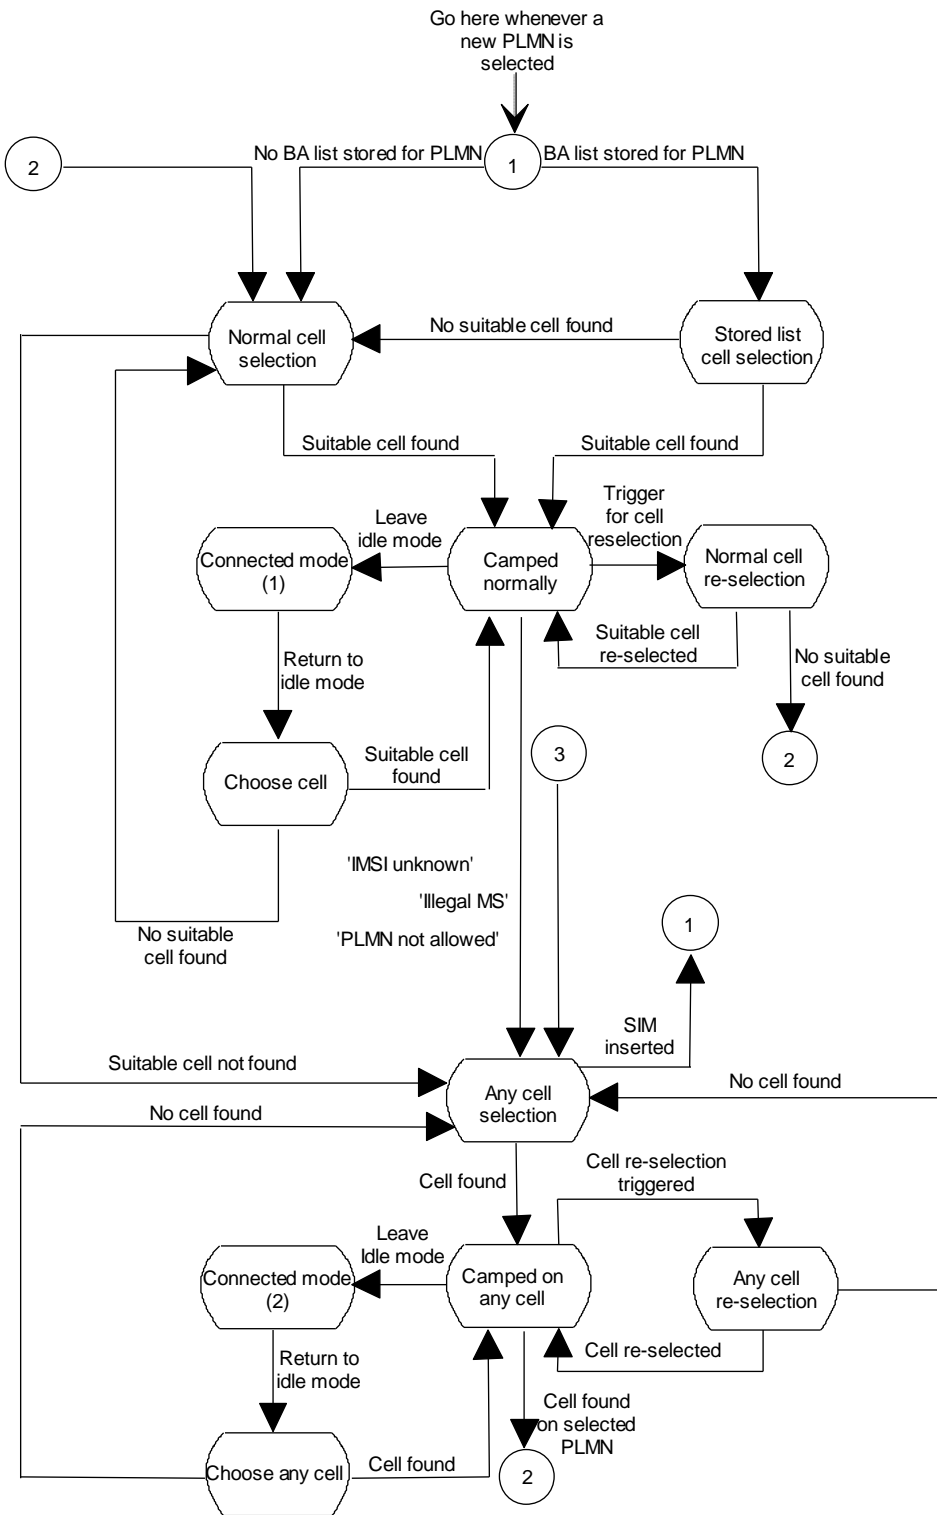 Go here whenever a
new PLMN is
selected
2
No BA list stored for PLMN
1
BA list stored for PLMN
Normal cell
selection
No suitable cell found
Stored list
cell selection
Suitable cell found
Suitable cell found
Leave
idle mode
Trigger
for cell
reselection
Connected mode
(1)
Camped
normally
Normal cell
re-selection
Return to
idle mode
Suitable cell
re-selected
No suitable
cell found
Choose cell
Suitable cell
found
3
2
'IMSI unknown'
'Illegal MS'
'PLMN not allowed'
No suitable
cell found
1
SIM
inserted
Suitable cell not found
Any cell
selection
No cell found
No cell found
Cell found
Cell re-selection
triggered
Leave
Idle mode
Connected mode
(2)
Camped on
any cell
Any cell
re-selection
Return to
idle mode
Cell re-selected
Cell found
on selected
PLMN
Choose any cell
Cell found
2